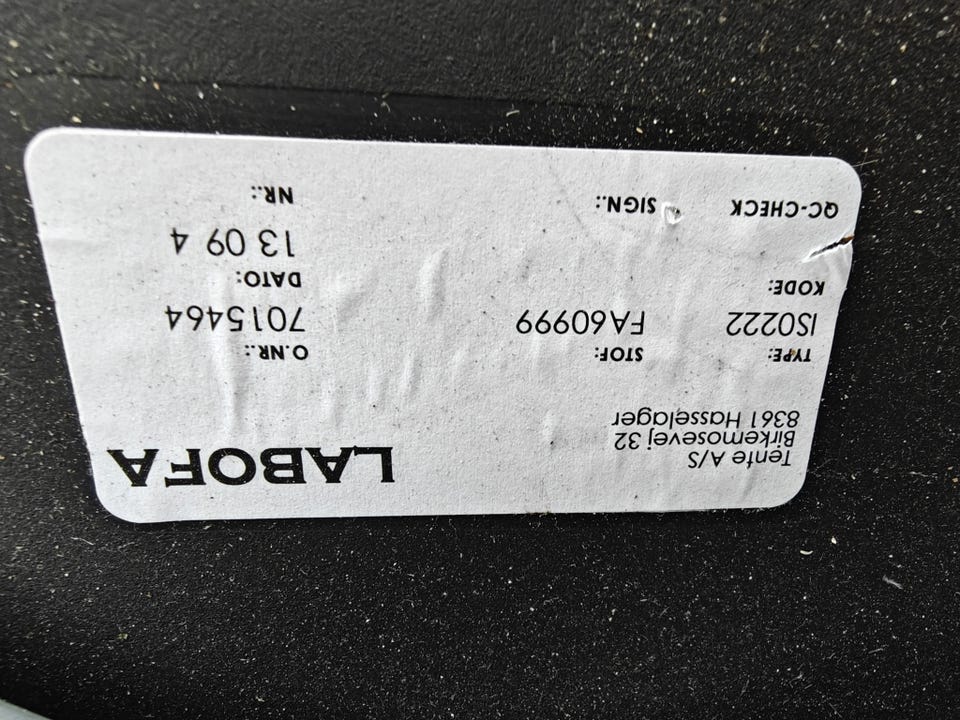 Tente A/S
Birkemosevej 32
8361 Hasselager
LABOFA
TYPE: STOF: O.NR.:
ISO222 FA60999 7015464
KODE: DATO:
13 09 4
QC-CHECK SIGN.: NR.: